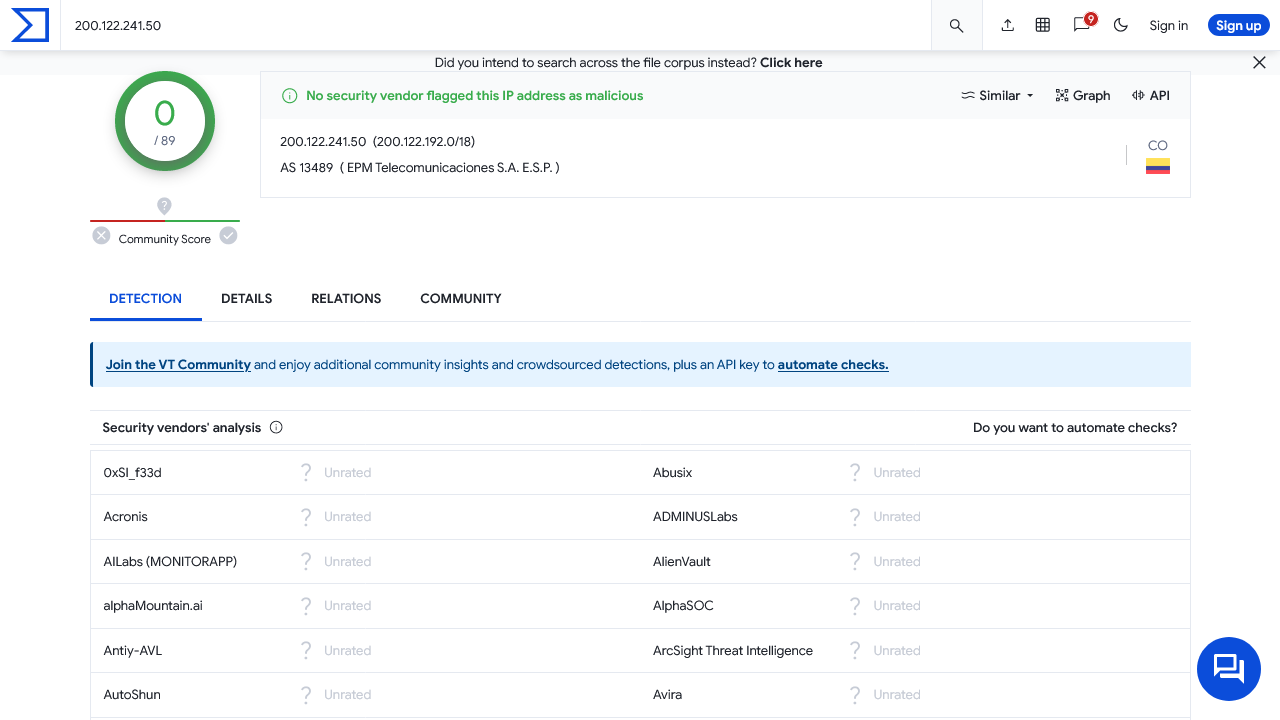 200.122.241.50
9
Sign in
Sign up
Did you intend to search across the file corpus instead? Click here
0
/ 89
Community Score
No security vendor flagged this IP address as malicious
Similar
Graph
API
200.122.241.50 (200.122.192.0/18)
AS 13489 ( EPM Telecomunicaciones S.A. E.S.P. )
CO
DETECTION DETAILS RELATIONS COMMUNITY
Join the VT Community and enjoy additional community insights and crowdsourced detections, plus an API key to automate checks.
Security vendors' analysis
Do you want to automate checks?
0xSI_f33d Unrated Abusix Unrated
Acronis Unrated ADMINUSLabs Unrated
AILabs (MONITORAPP) Unrated AlienVault Unrated
alphaMountain.ai Unrated AlphaSOC Unrated
Antiy-AVL Unrated ArcSight Threat Intelligence Unrated
AutoShun Unrated Avira Unrated